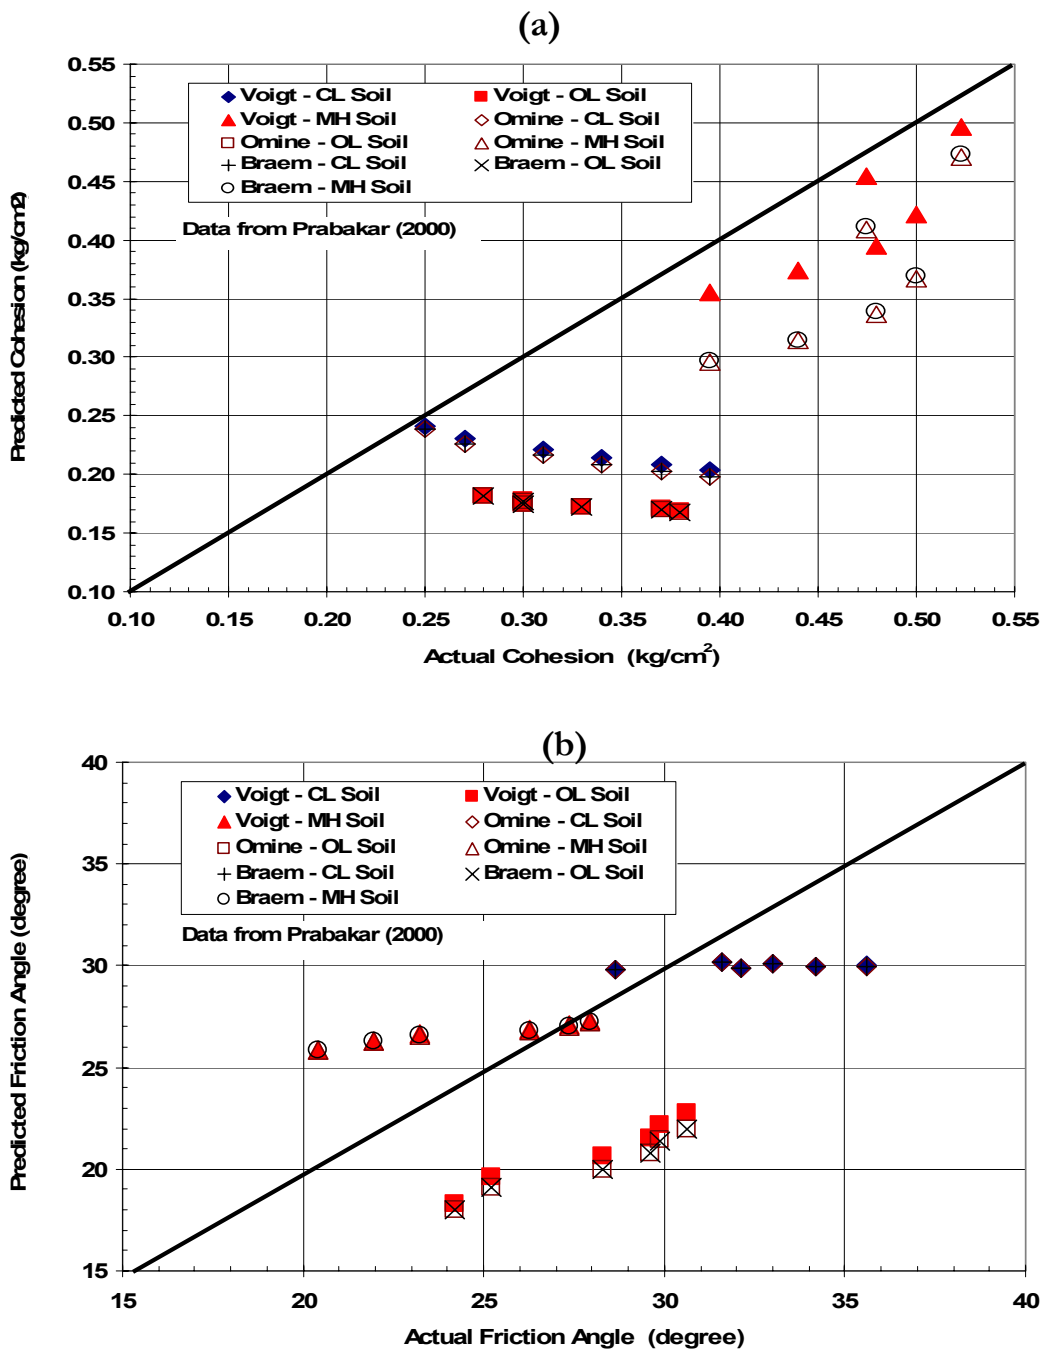 (a)
0.55
0.50
0.45
0.40
0.35
0.30
0.25
0.20
0.15
0.10
Predicted Cohesion (kg/cm2)
Voigt - CL Soil Voigt - OL Soil
Voigt - MH Soil Omine - CL Soil
Omine - OL Soil Omine - MH Soil
Braem - CL Soil Braem - OL Soil
Braem - MH Soil
Data from Prabakar (2000)
0.10 0.15 0.20 0.25 0.30 0.35 0.40 0.45 0.50 0.55
Actual Cohesion (kg/cm²)
(b)
40
35
30
25
20
15
Predicted Friction Angle (degree)
Voigt - CL Soil Voigt - OL Soil
Voigt - MH Soil Omine - CL Soil
Omine - OL Soil Omine - MH Soil
Braem - CL Soil Braem - OL Soil
Braem - MH Soil
Data from Prabakar (2000)
15 20 25 30 35 40
Actual Friction Angle (degree)